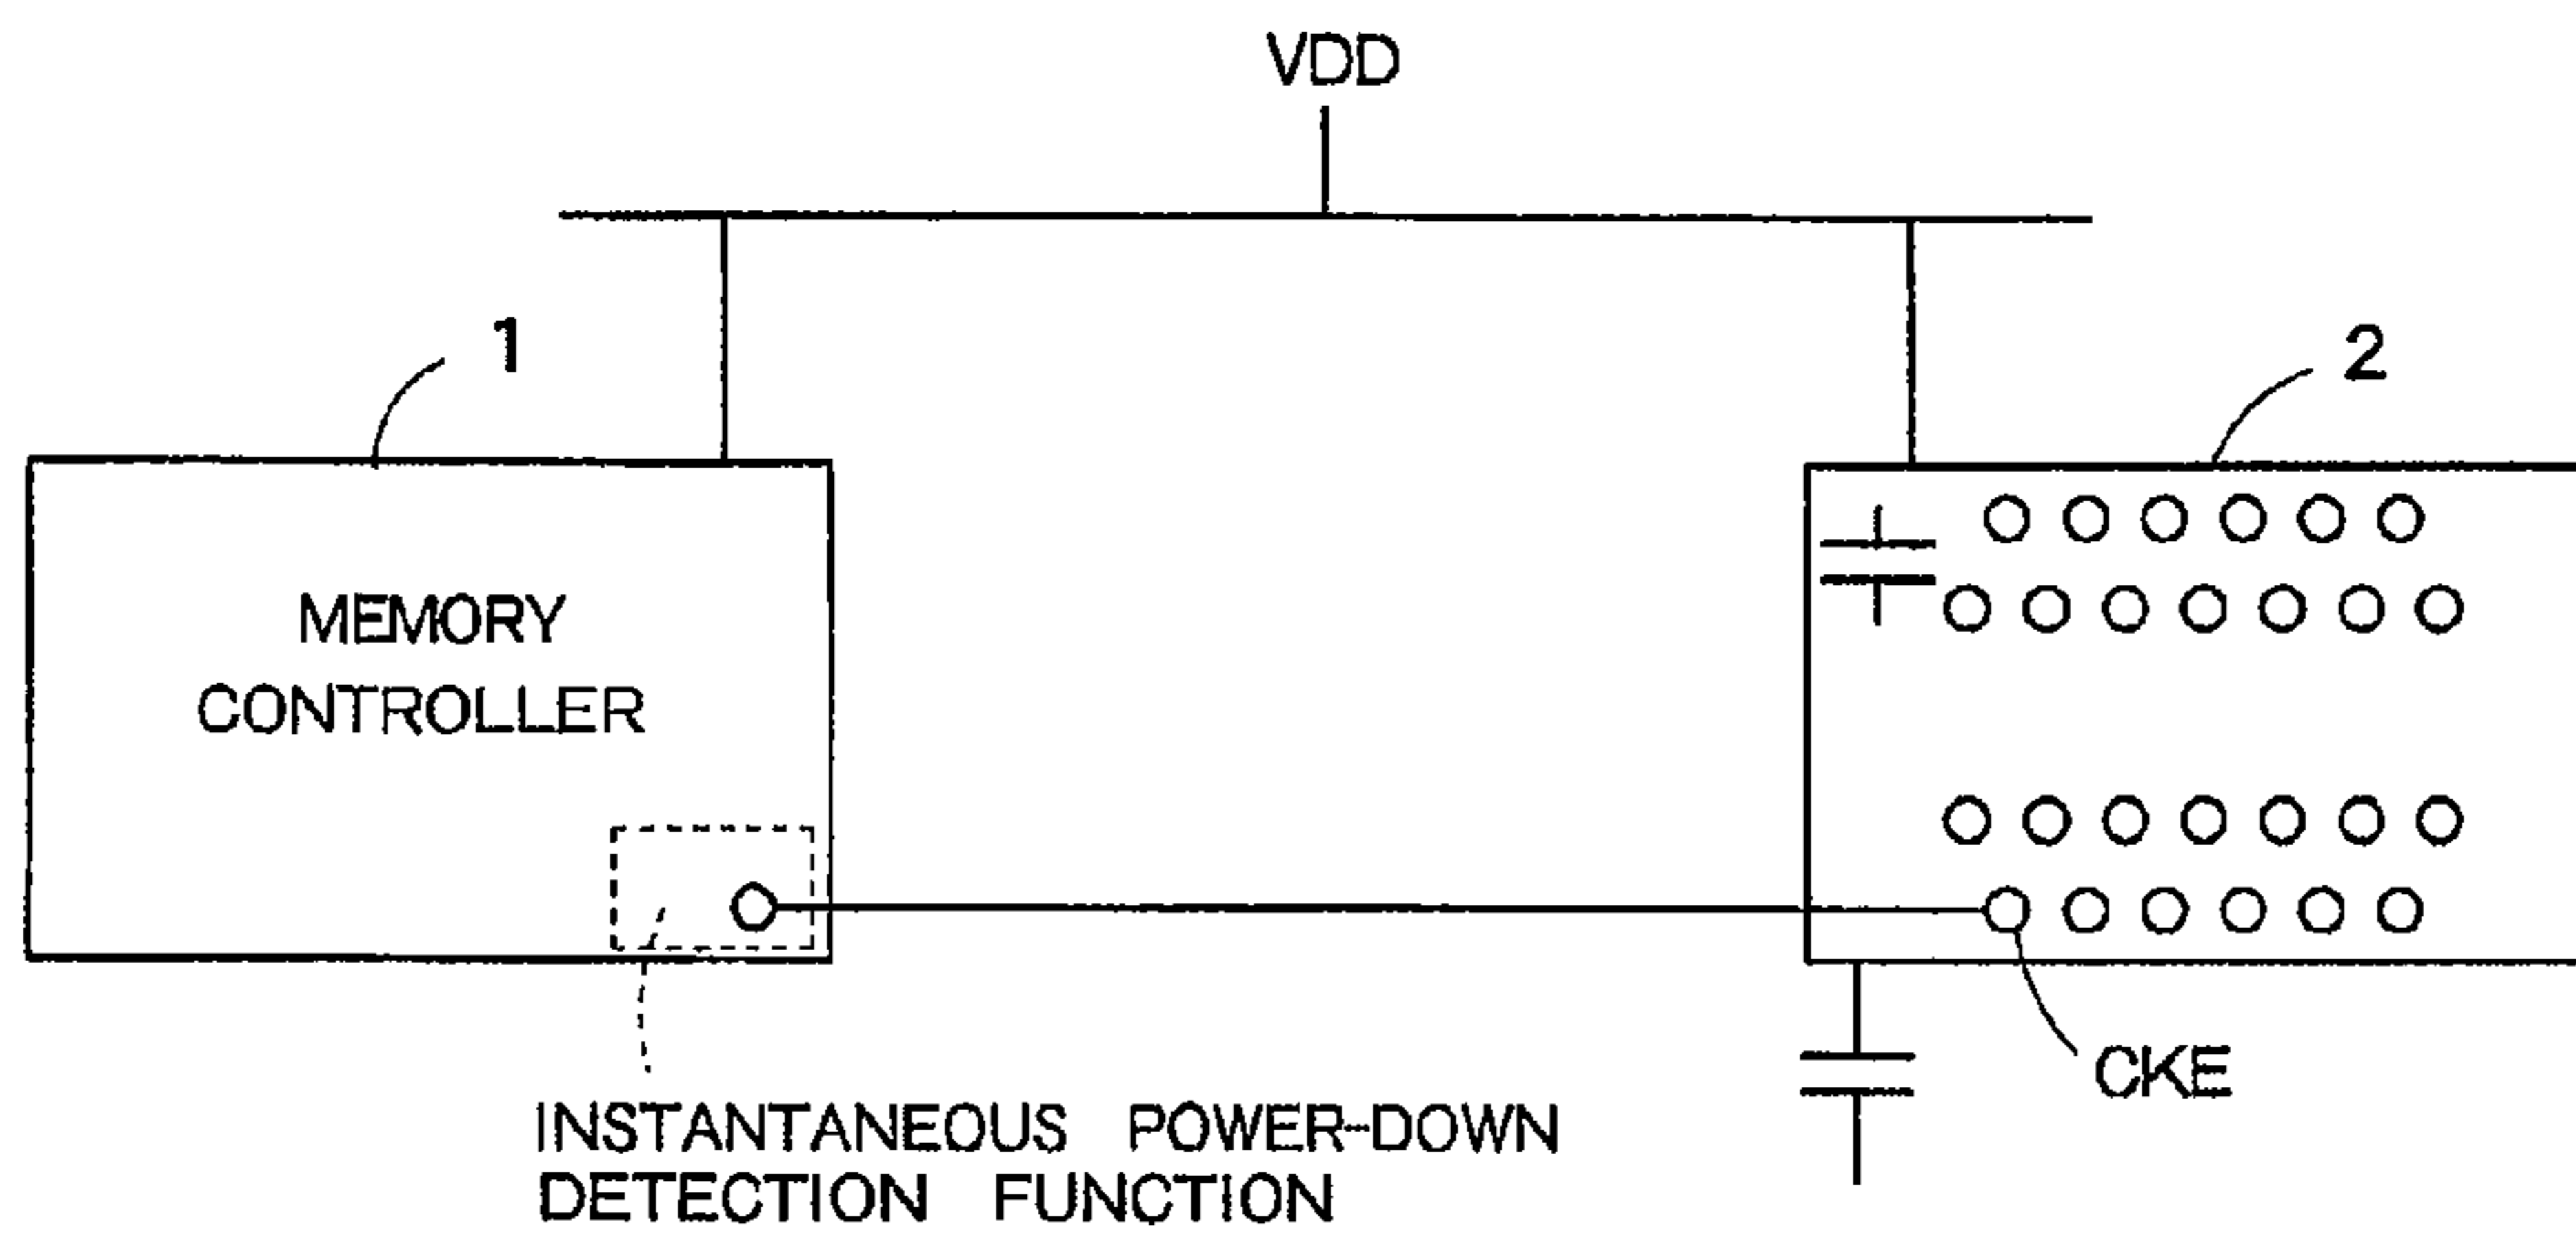 VDD
1
2
MEMORY
CONTROLLER
CKE
INSTANTANEOUS POWER-DOWN
DETECTION FUNCTION